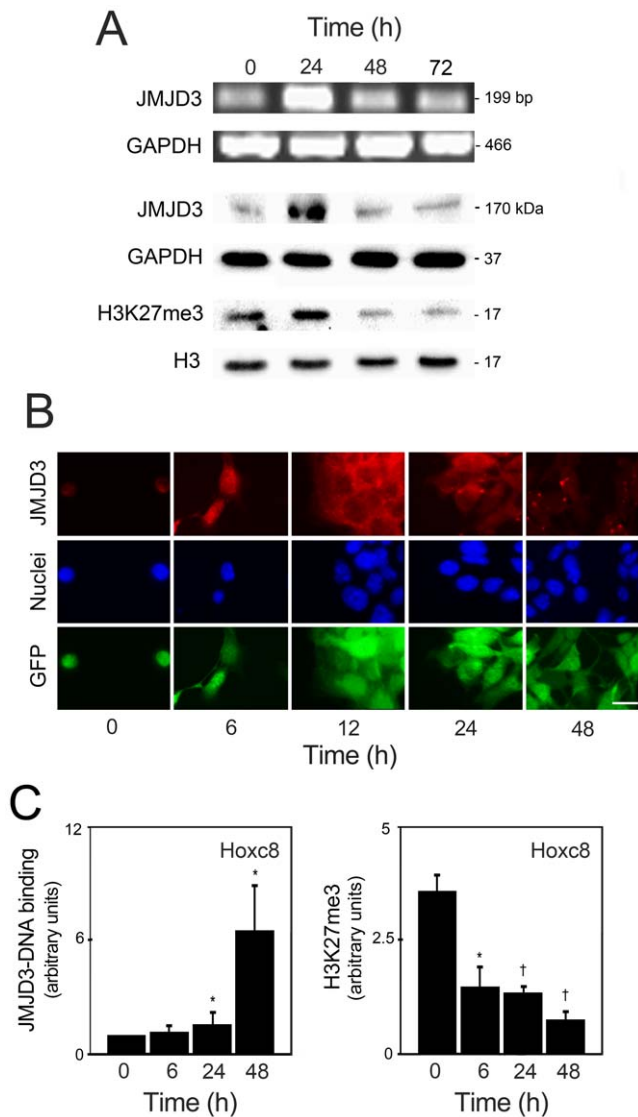 A
Time (h)
0 24 48 72
JMJD3 - 199 bp
GAPDH - 466
JMJD3 - 170 kDa
GAPDH - 37
H3K27me3 - 17
H3 - 17
B
JMJD3
Nuclei
GFP
0 6 12 24 48
Time (h)
C
JMJD3-DNA binding
(arbitrary units)
12
6
0
Hoxc8
*
*
0 6 24 48
Time (h)
H3K27me3
(arbitrary units)
5
2.5
0
Hoxc8
*
†
†
0 6 24 48
Time (h)